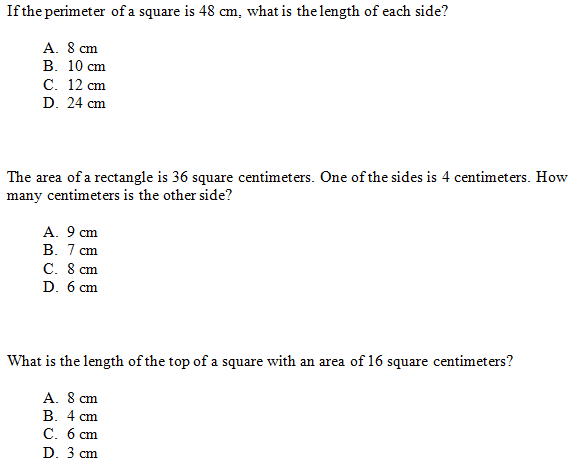 If the perimeter of a square is 48 cm, what is the length of each side?
A. 8 cm
B. 10 cm
C. 12 cm
D. 24 cm
The area of a rectangle is 36 square centimeters. One of the sides is 4 centimeters. How
many centimeters is the other side?
A. 9 cm
B. 7 cm
C. 8 cm
D. 6 cm
What is the length of the top of a square with an area of 16 square centimeters?
A. 8 cm
B. 4 cm
C. 6 cm
D. 3 cm